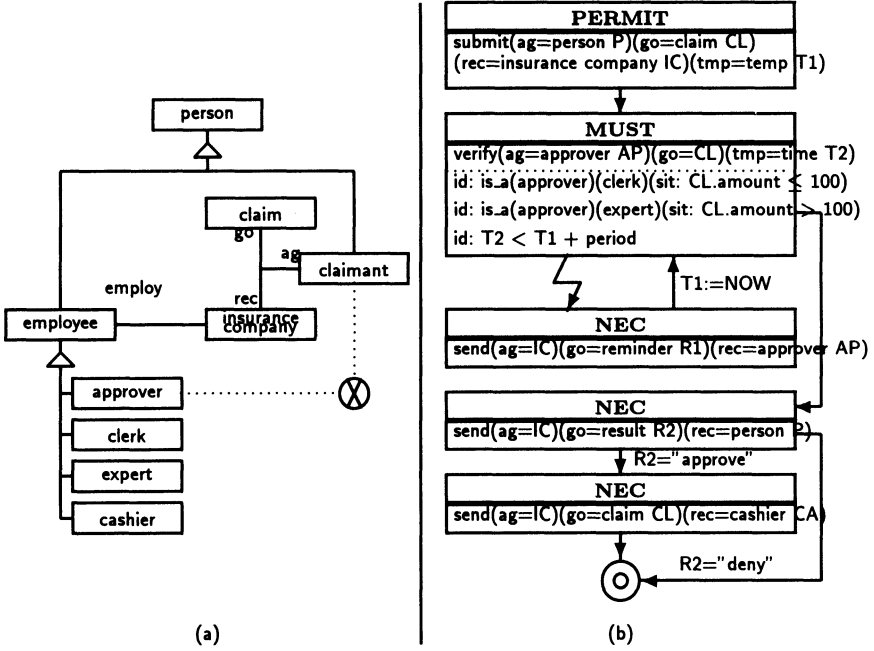 person
claim
go
ag
claimant
employ
rec
employee
insurance
company
approver
clerk
expert
cashier
(a)
PERMIT
submit(ag=person P)(go=claim CL)
(rec=insurance company IC)(tmp=temp T1)
MUST
verify(ag=approver AP)(go=CL)(tmp=time T2)
id: is_a(approver)(clerk)(sit: CL.amount ≤ 100)
id: is_a(approver)(expert)(sit: CL.amount > 100)
id: T2 < T1 + period
T1:=NOW
NEC
send(ag=IC)(go=reminder R1)(rec=approver AP)
NEC
send(ag=IC)(go=result R2)(rec=person P)
R2="approve"
NEC
send(ag=IC)(go=claim CL)(rec=cashier CA)
R2="deny"
(b)